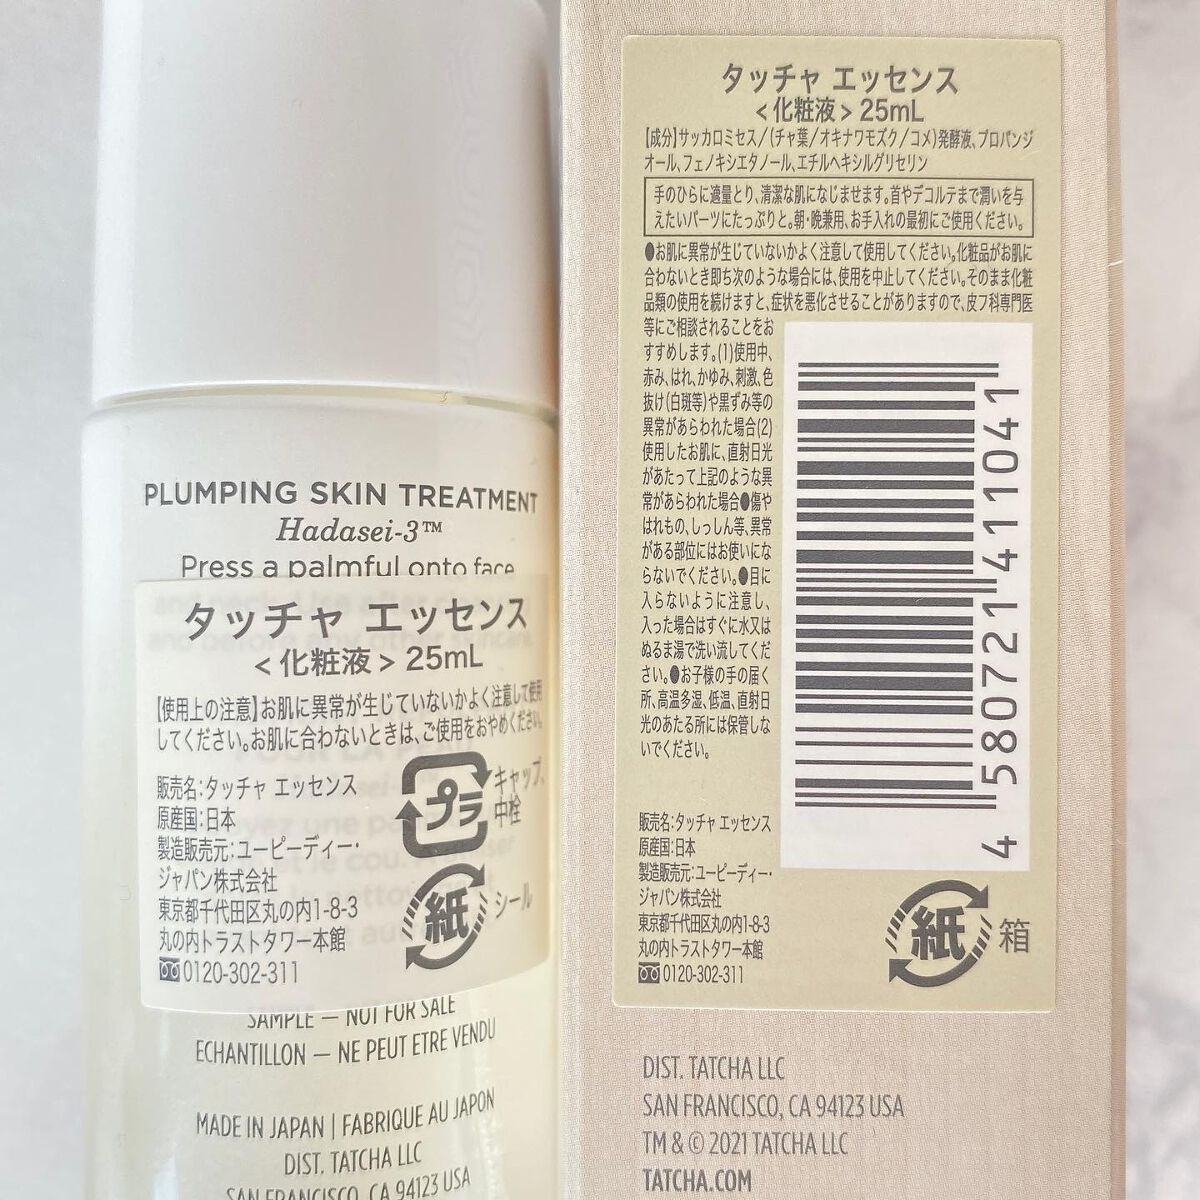 PLUMPING SKIN TREATMENT
Hadasei-3™
Press a palmful onto face
タッチャ エッセンス
<化粧液> 25mL
【使用上の注意】お肌に異常が生じていないかよく注意して使用
してください。お肌に合わないときは、ご使用をおやめください。
販売名:タッチャ エッセンス
原産国:日本
製造販売元:ユーピーディー・
ジャパン株式会社
東京都千代田区丸の内1-8-3
丸の内トラストタワー本館
0120-302-311
プラ
キャップ、
中栓
紙
シール
SAMPLE — NOT FOR SALE
ECHANTILLON — NE PEUT ETRE VENDU
MADE IN JAPAN | FABRIQUE AU JAPON
DIST. TATCHA LLC
SAN FRANCISCO, CA 94123 USA
タッチャ エッセンス
<化粧液> 25mL
【成分】サッカロミセス/(チャ葉/オキナワモズク/コメ)発酵液、プロパンジ
オール、フェノキシエタノール、エチルヘキシルグリセリン
手のひらに適量とり、清潔な肌になじませます。首やデコルテまで潤いを与
えたいパーツにたっぷりと。朝・晩兼用、お手入れの最初にご使用ください。
●お肌に異常が生じていないかよく注意して使用してください。化粧品がお肌に
合わないとき即ち次のような場合には、使用を中止してください。そのまま化粧
品類の使用を続けますと、症状を悪化させることがありますので、皮フ科専門医
等にご相談されることをお
すすめします。(1)使用中、
赤み、はれ、かゆみ、刺激、色
抜け(白斑等)や黒ずみ等の
異常があらわれた場合(2)
使用したお肌に、直射日光
があたって上記のような異
常があらわれた場合●傷や
はれもの、しっしん等、異常
がある部位にはお使いにな
らないでください。●目に
入らないように注意し、
入った場合はすぐに水又は
ぬるま湯で洗い流してくだ
さい。●お子様の手の届く
所、高温多湿、低温、直射日
光のあたる所には保管しな
いでください。
4 580721 411041
販売名:タッチャ エッセンス
原産国:日本
製造販売元:ユーピーディー・
ジャパン株式会社
東京都千代田区丸の内1-8-3
丸の内トラストタワー本館
0120-302-311
紙
箱
DIST. TATCHA LLC
SAN FRANCISCO, CA 94123 USA
TM & © 2021 TATCHA LLC
TATCHA.COM